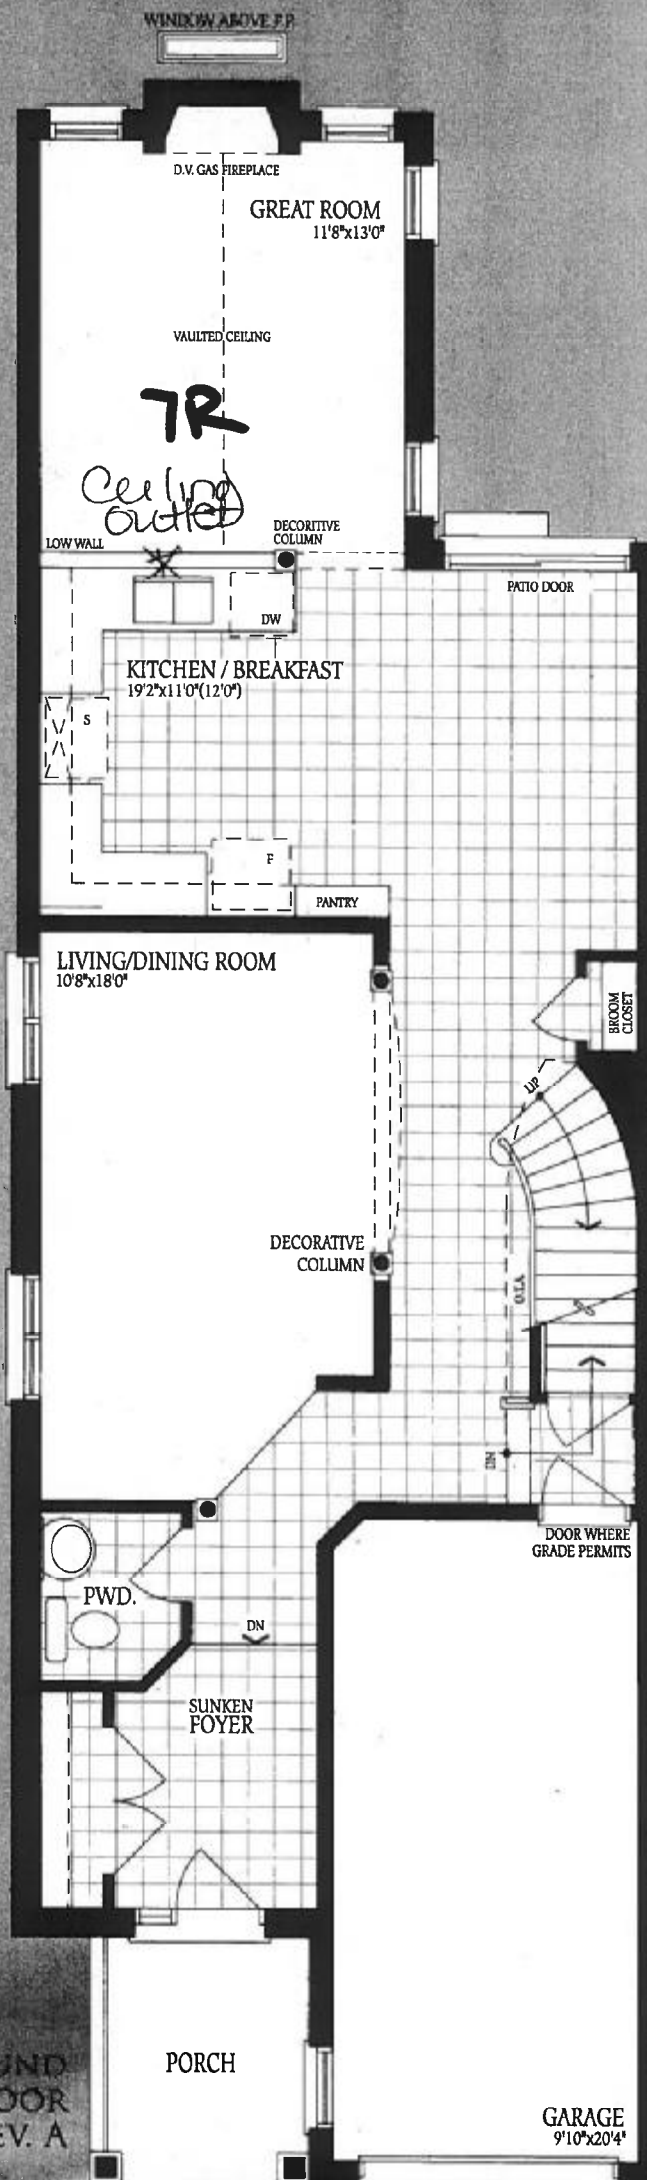 WINDOW ABOVE F.P.
D.V. GAS FIREPLACE
GREAT ROOM
11'8"x13'0"
VAULTED CEILING
7R
Ceiling
outlet
LOW WALL
DECORITIVE
COLUMN
PATIO DOOR
DW
KITCHEN / BREAKFAST
19'2"x11'0"(12'0")
S
F
PANTRY
LIVING/DINING ROOM
10'8"x18'0"
BROOM
CLOSET
UP
DECORATIVE
COLUMN
DN
DOOR WHERE
GRADE PERMITS
PWD.
DN
SUNKEN
FOYER
PORCH
UND
OOR
EV. A
GARAGE
9'10"x20'4"